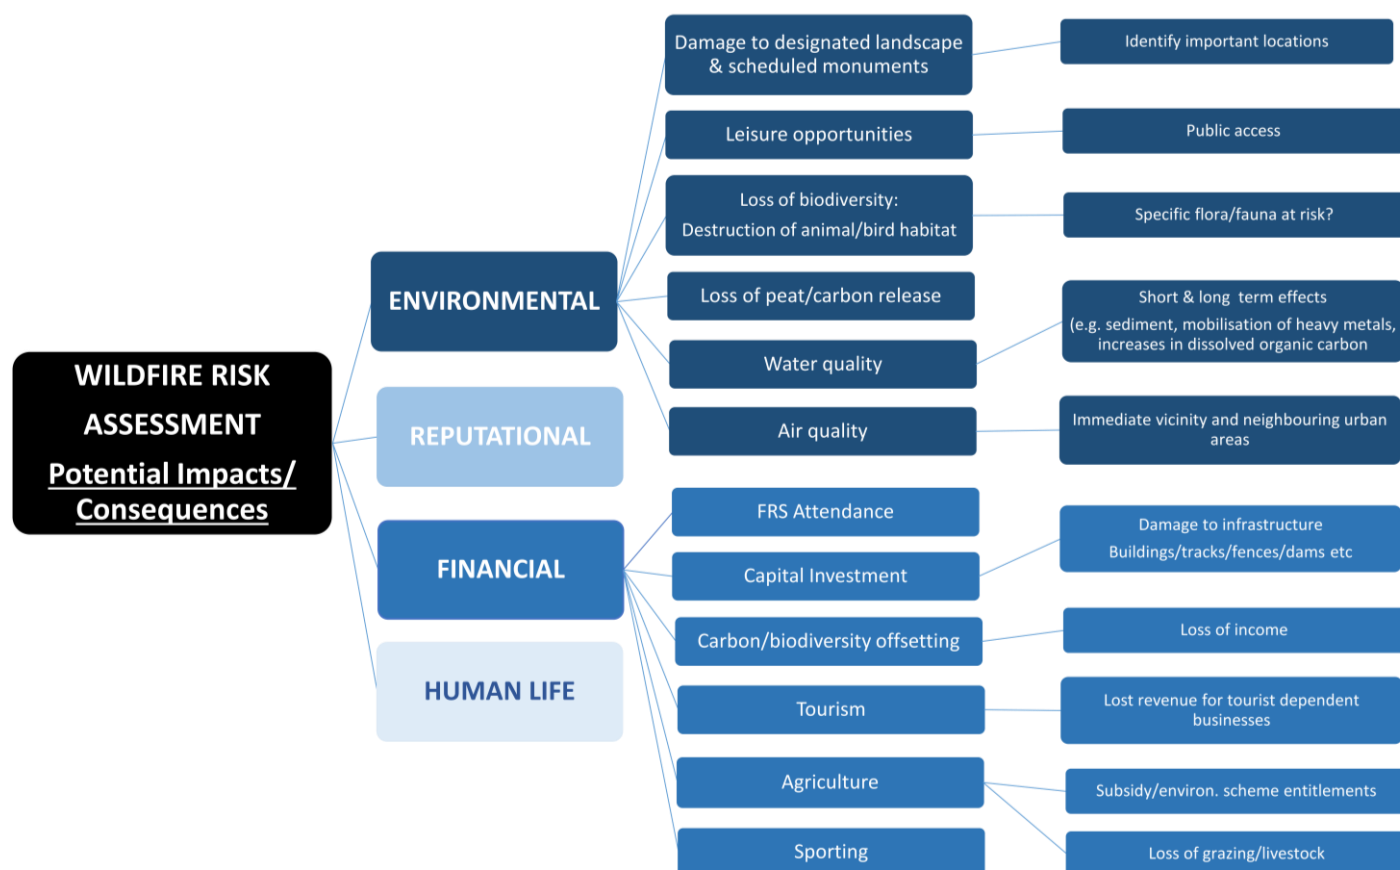 WILDFIRE RISK
ASSESSMENT
Potential Impacts/
Consequences
ENVIRONMENTAL
REPUTATIONAL
FINANCIAL
HUMAN LIFE
Damage to designated landscape
& scheduled monuments
Identify important locations
Leisure opportunities
Public access
Loss of biodiversity:
Destruction of animal/bird habitat
Specific flora/fauna at risk?
Loss of peat/carbon release
Water quality
Short & long term effects
(e.g. sediment, mobilisation of heavy metals,
increases in dissolved organic carbon
Air quality
Immediate vicinity and neighbouring urban
areas
FRS Attendance
Capital Investment
Damage to infrastructure
Buildings/tracks/fences/dams etc
Carbon/biodiversity offsetting
Loss of income
Tourism
Lost revenue for tourist dependent
businesses
Agriculture
Subsidy/environ. scheme entitlements
Loss of grazing/livestock
Sporting